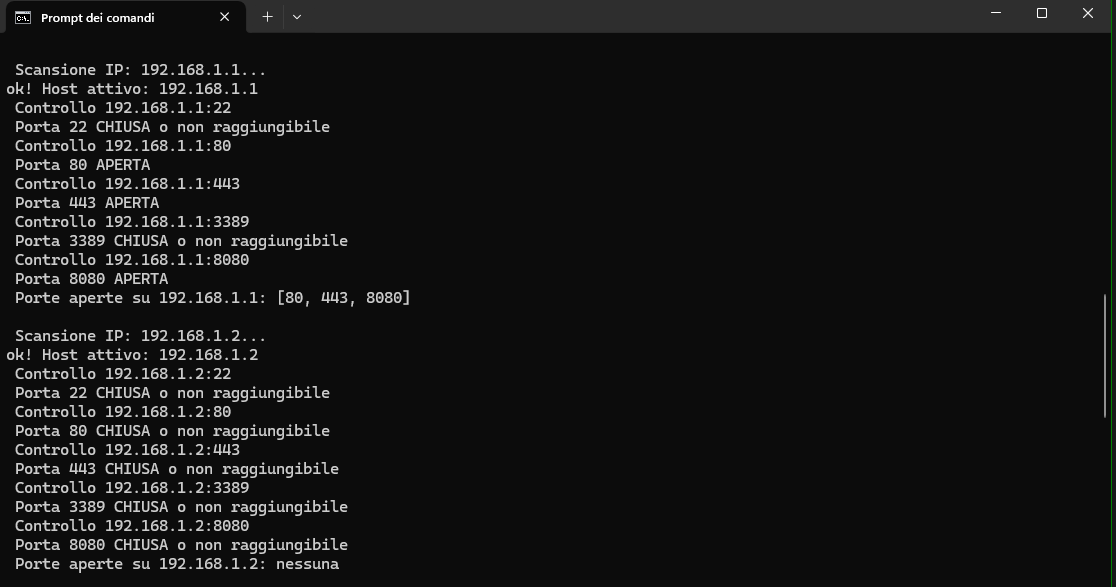 Prompt dei comandi
Scansione IP: 192.168.1.1...
ok! Host attivo: 192.168.1.1
Controllo 192.168.1.1:22
Porta 22 CHIUSA o non raggiungibile
Controllo 192.168.1.1:80
Porta 80 APERTA
Controllo 192.168.1.1:443
Porta 443 APERTA
Controllo 192.168.1.1:3389
Porta 3389 CHIUSA o non raggiungibile
Controllo 192.168.1.1:8080
Porta 8080 APERTA
Porte aperte su 192.168.1.1: [80, 443, 8080]
Scansione IP: 192.168.1.2...
ok! Host attivo: 192.168.1.2
Controllo 192.168.1.2:22
Porta 22 CHIUSA o non raggiungibile
Controllo 192.168.1.2:80
Porta 80 CHIUSA o non raggiungibile
Controllo 192.168.1.2:443
Porta 443 CHIUSA o non raggiungibile
Controllo 192.168.1.2:3389
Porta 3389 CHIUSA o non raggiungibile
Controllo 192.168.1.2:8080
Porta 8080 CHIUSA o non raggiungibile
Porte aperte su 192.168.1.2: nessuna